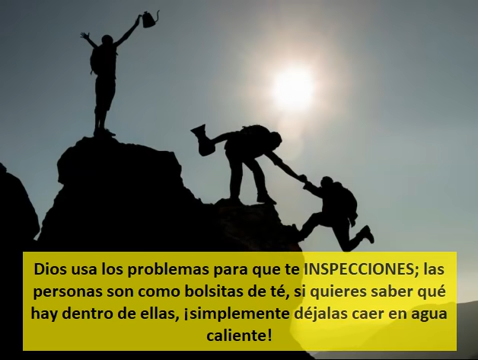 Dios usa los problemas para que te INSPECCIONES; las
personas son como bolsitas de té, si quieres saber qué
hay dentro de ellas, ¡simplemente déjalas caer en agua
caliente!